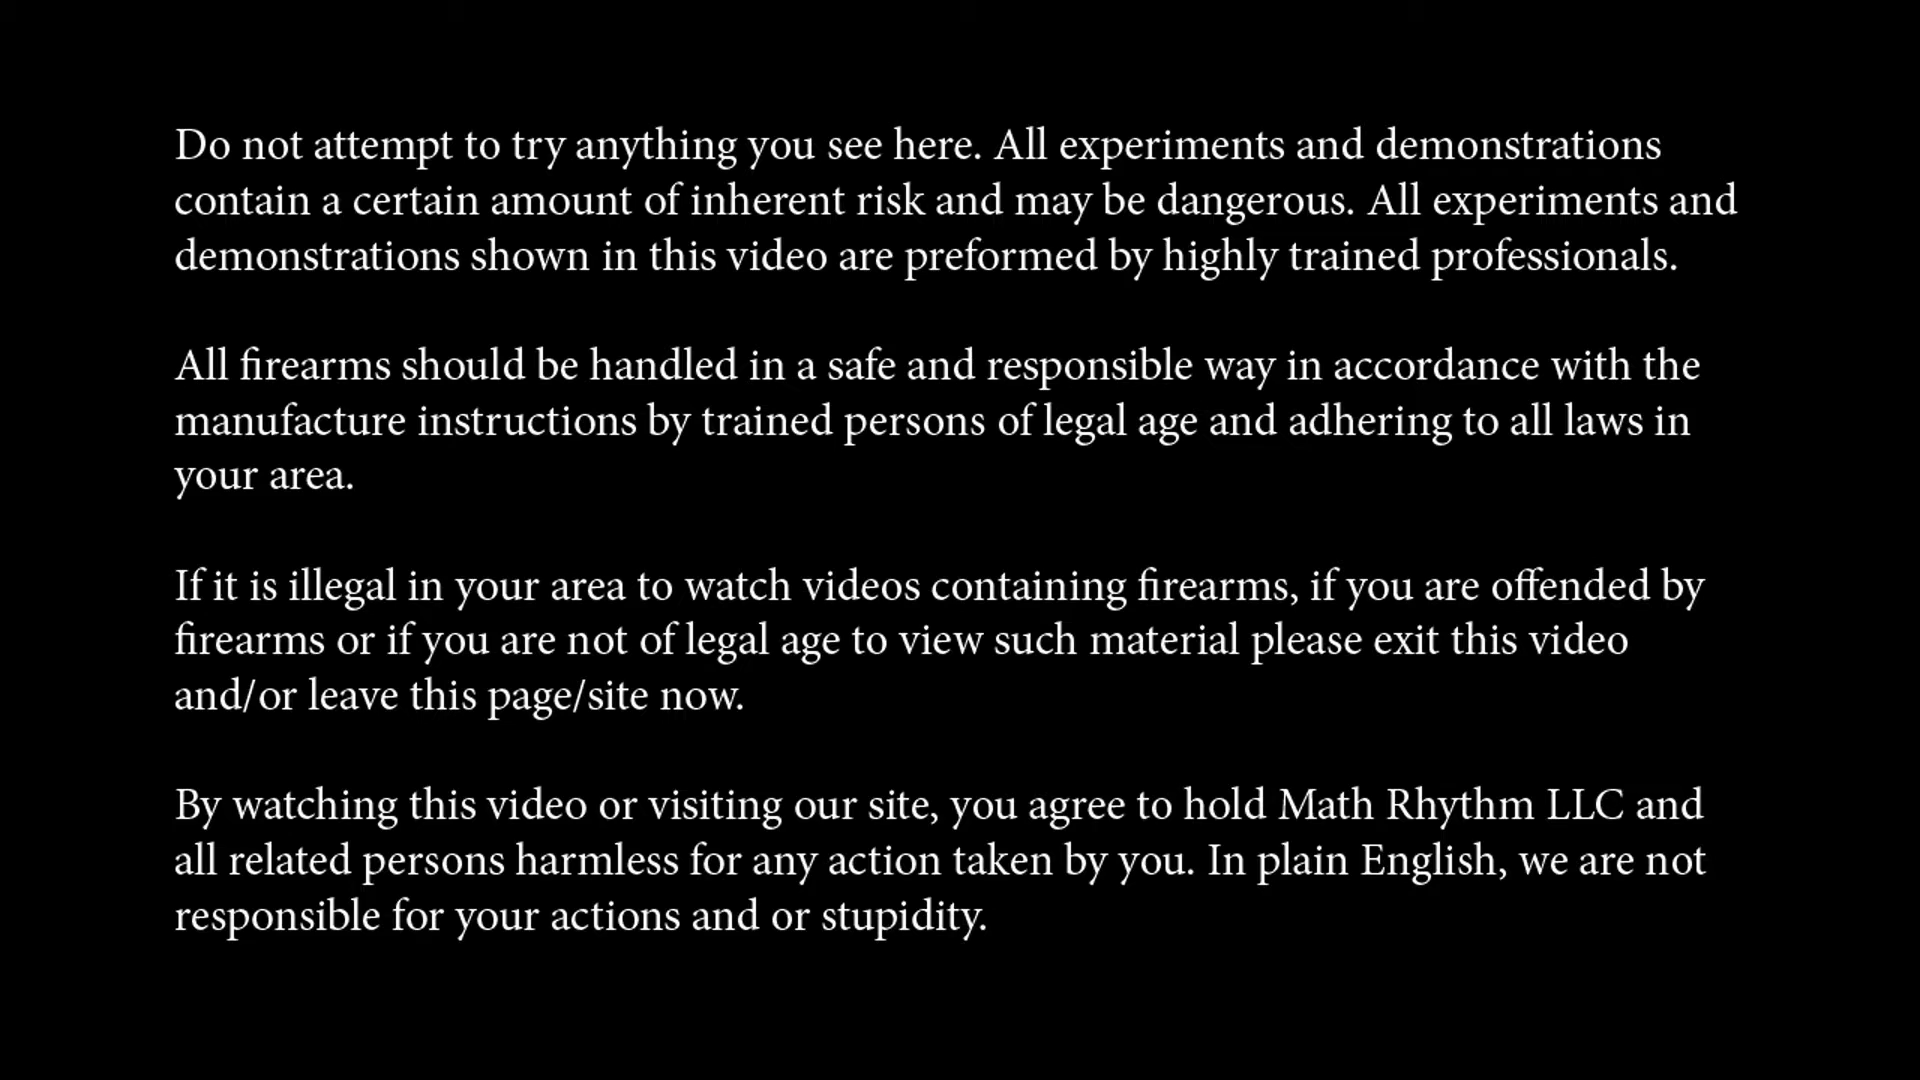 Do not attempt to try anything you see here. All experiments and demonstrations
contain a certain amount of inherent risk and may be dangerous. All experiments and
demonstrations shown in this video are preformed by highly trained professionals.
All firearms should be handled in a safe and responsible way in accordance with the
manufacture instructions by trained persons of legal age and adhering to all laws in
your area.
If it is illegal in your area to watch videos containing firearms, if you are offended by
firearms or if you are not of legal age to view such material please exit this video
and/or leave this page/site now.
By watching this video or visiting our site, you agree to hold Math Rhythm LLC and
all related persons harmless for any action taken by you. In plain English, we are not
responsible for your actions and or stupidity.